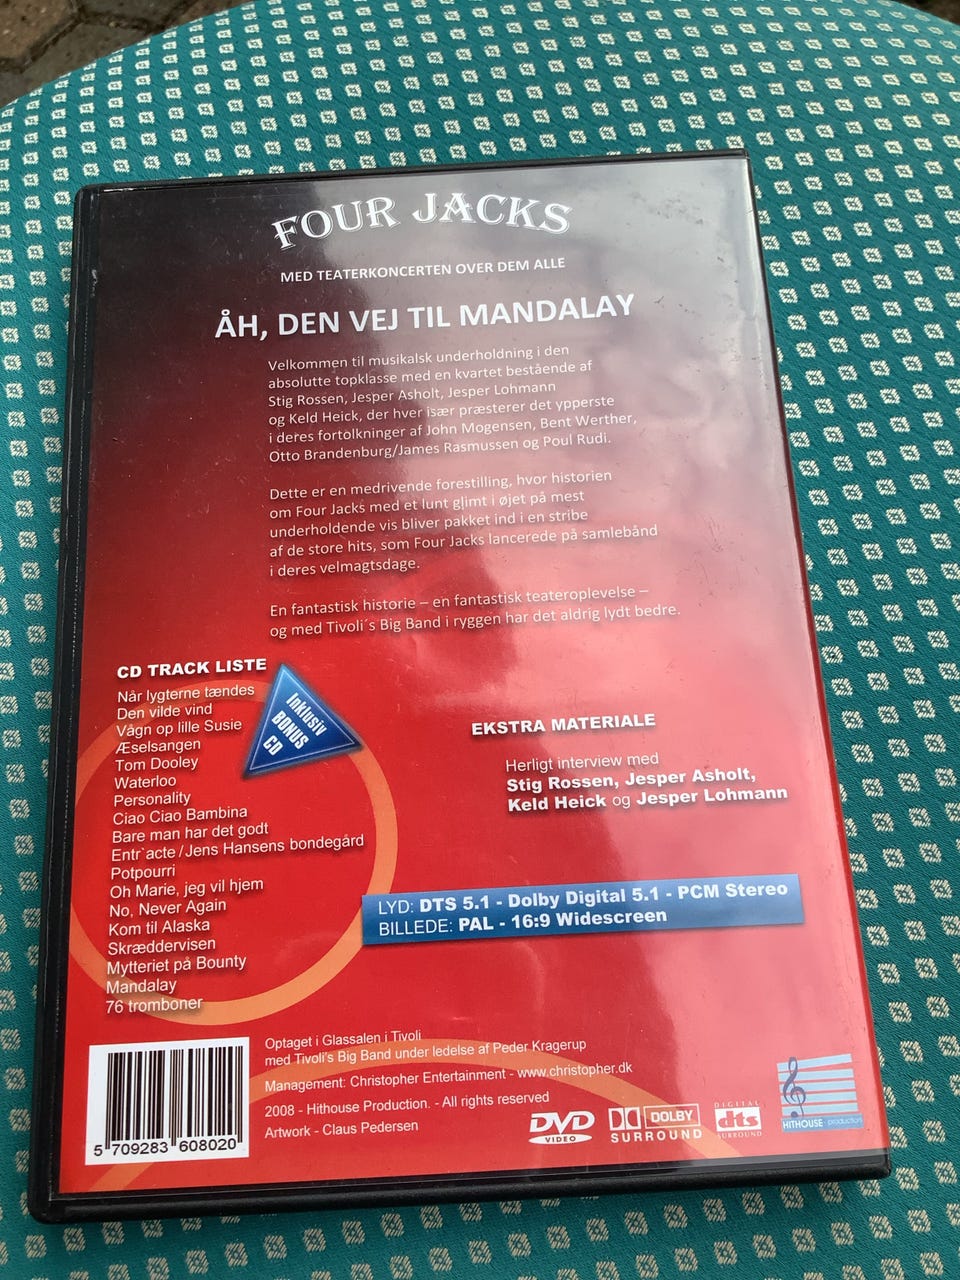 FOUR JACKS
MED TEATERKONCERTEN OVER DEM ALLE
ÅH, DEN VEJ TIL MANDALAY
Velkommen til musikalsk underholdning i den
absolutte topklasse med en kvartet bestående af
Stig Rossen, Jesper Asholt, Jesper Lohmann
og Keld Heick, der hver især præsterer det ypperste
i deres fortolkninger af John Mogensen, Bent Werther,
Otto Brandenburg/James Rasmussen og Poul Rudi.
Dette er en medrivende forestilling, hvor historien
om Four Jacks med et lunt glimt i øjet på mest
underholdende vis bliver pakket ind i en stribe
af de store hits, som Four Jacks lancerede på samlebånd
i deres velmagtsdage.
En fantastisk historie – en fantastisk teateroplevelse –
og med Tivoli´s Big Band i ryggen har det aldrig lydt bedre.
CD TRACK LISTE
Når lygterne tændes
Den vilde vind
Vågn op lille Susie
Æselsangen
Tom Dooley
Waterloo
Personality
Ciao Ciao Bambina
Bare man har det godt
Entr`acte / Jens Hansens bondegård
Potpourri
Oh Marie, jeg vil hjem
No, Never Again
Kom til Alaska
Skræddervisen
Mytteriet på Bounty
Mandalay
76 tromboner
Inklusiv
BONUS
CD
EKSTRA MATERIALE
Herligt interview med
Stig Rossen, Jesper Asholt,
Keld Heick og Jesper Lohmann
LYD: DTS 5.1 - Dolby Digital 5.1 - PCM Stereo
BILLEDE: PAL - 16:9 Widescreen
Optaget i Glassalen i Tivoli
med Tivoli's Big Band under ledelse af Peder Kragerup
Management: Christopher Entertainment - www.christopher.dk
2008 - Hithouse Production. - All rights reserved
Artwork - Claus Pedersen
5 709283 608020
DVD
VIDEO
DOLBY
SURROUND
DIGITAL
dts
SURROUND
HITHOUSE production